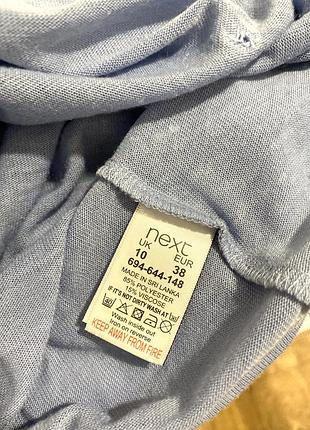 next
UK EUR
10 38
694-644-148
MADE IN SRI LANKA
85% POLYESTER
15% VISCOSE
IF IT'S NOT DIRTY WASH AT
Wash inside out
Iron on reverse
KEEP AWAY FROM FIRE